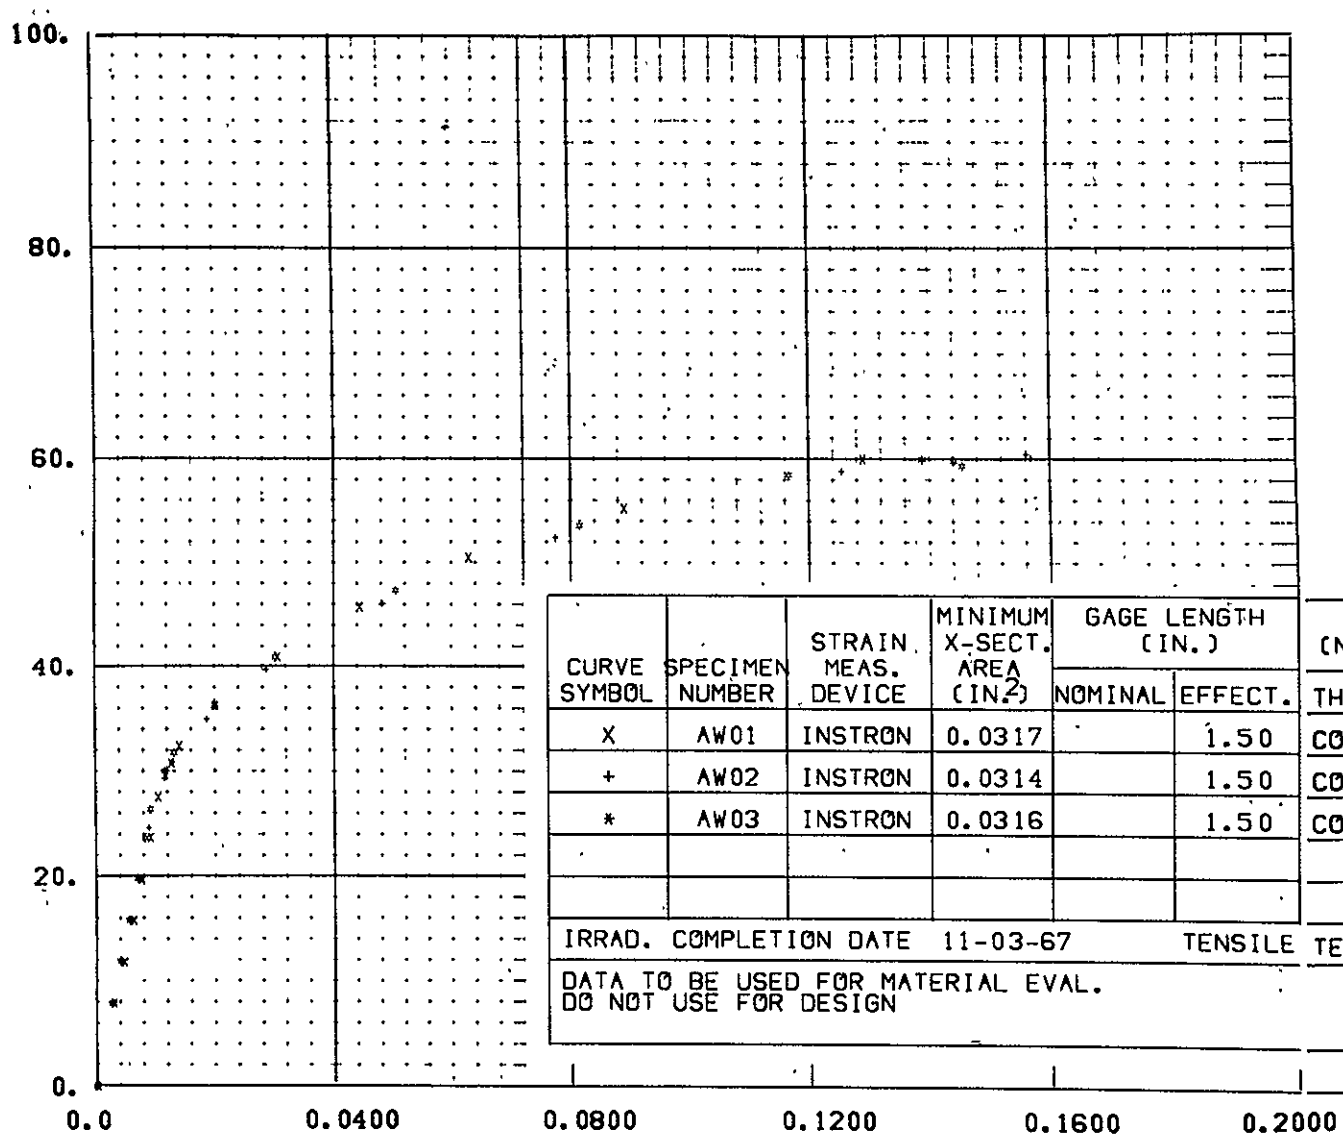 100.
80.
60.
40.
20.
0.
0.0 0.0400 0.0800 0.1200 0.1600 0.2000
CURVE SYMBOL SPECIMEN NUMBER STRAIN MEAS. DEVICE MINIMUM X-SECT. AREA (IN.2) GAGE LENGTH (IN.)
NOMINAL EFFECT. TH
X AW01 INSTRON 0.0317 1.50 CO
+ AW02 INSTRON 0.0314 1.50 CO
* AW03 INSTRON 0.0316 1.50 CO
IRRAD. COMPLETION DATE 11-03-67 TENSILE TE
DATA TO BE USED FOR MATERIAL EVAL.
DO NOT USE FOR DESIGN